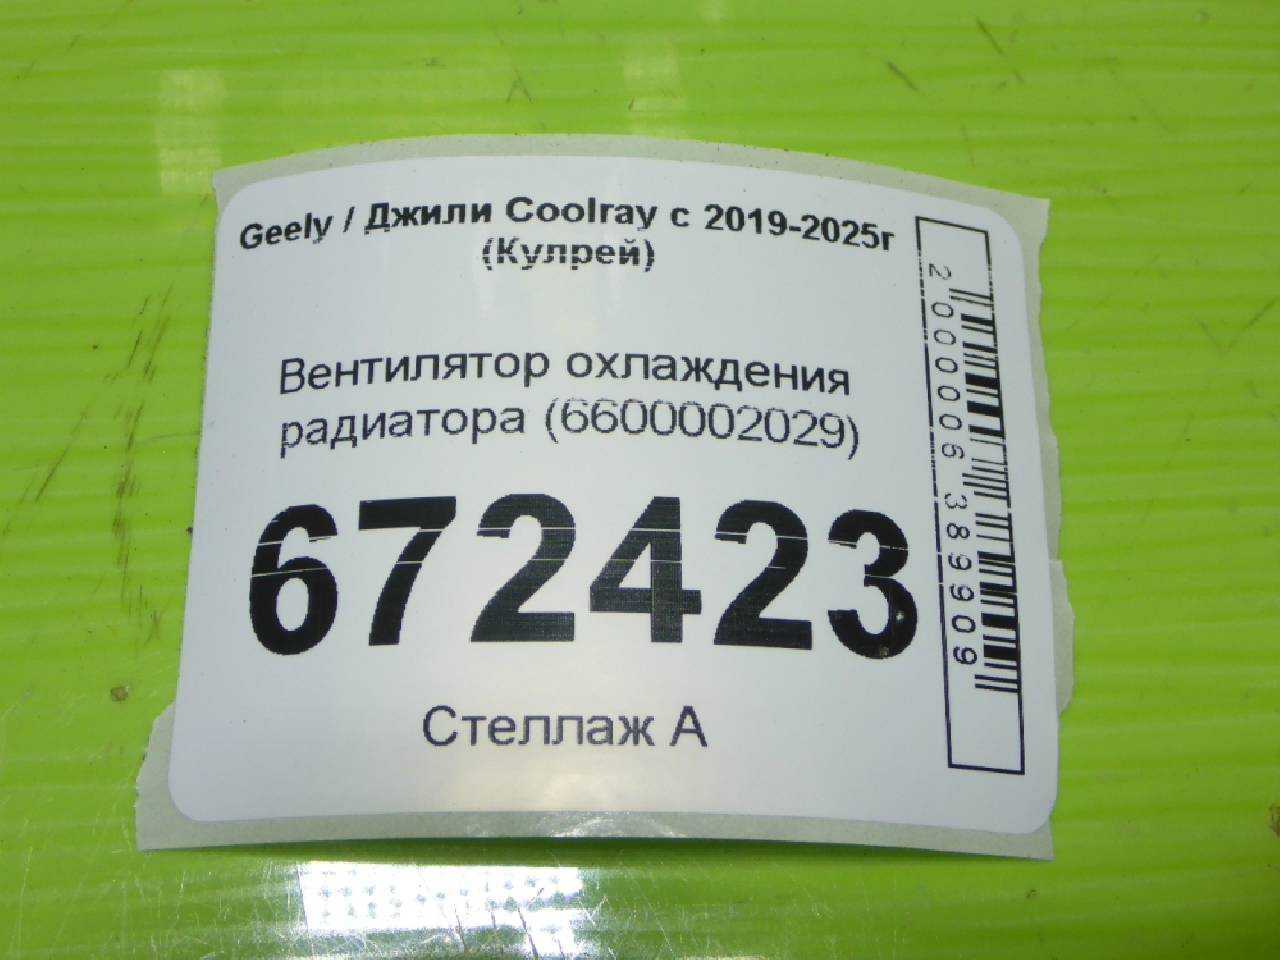 Geely / Джили Coolray с 2019-2025г
(Кулрей)
Вентилятор охлаждения
радиатора (6600002029)
672423
Стеллаж А
2000006389909